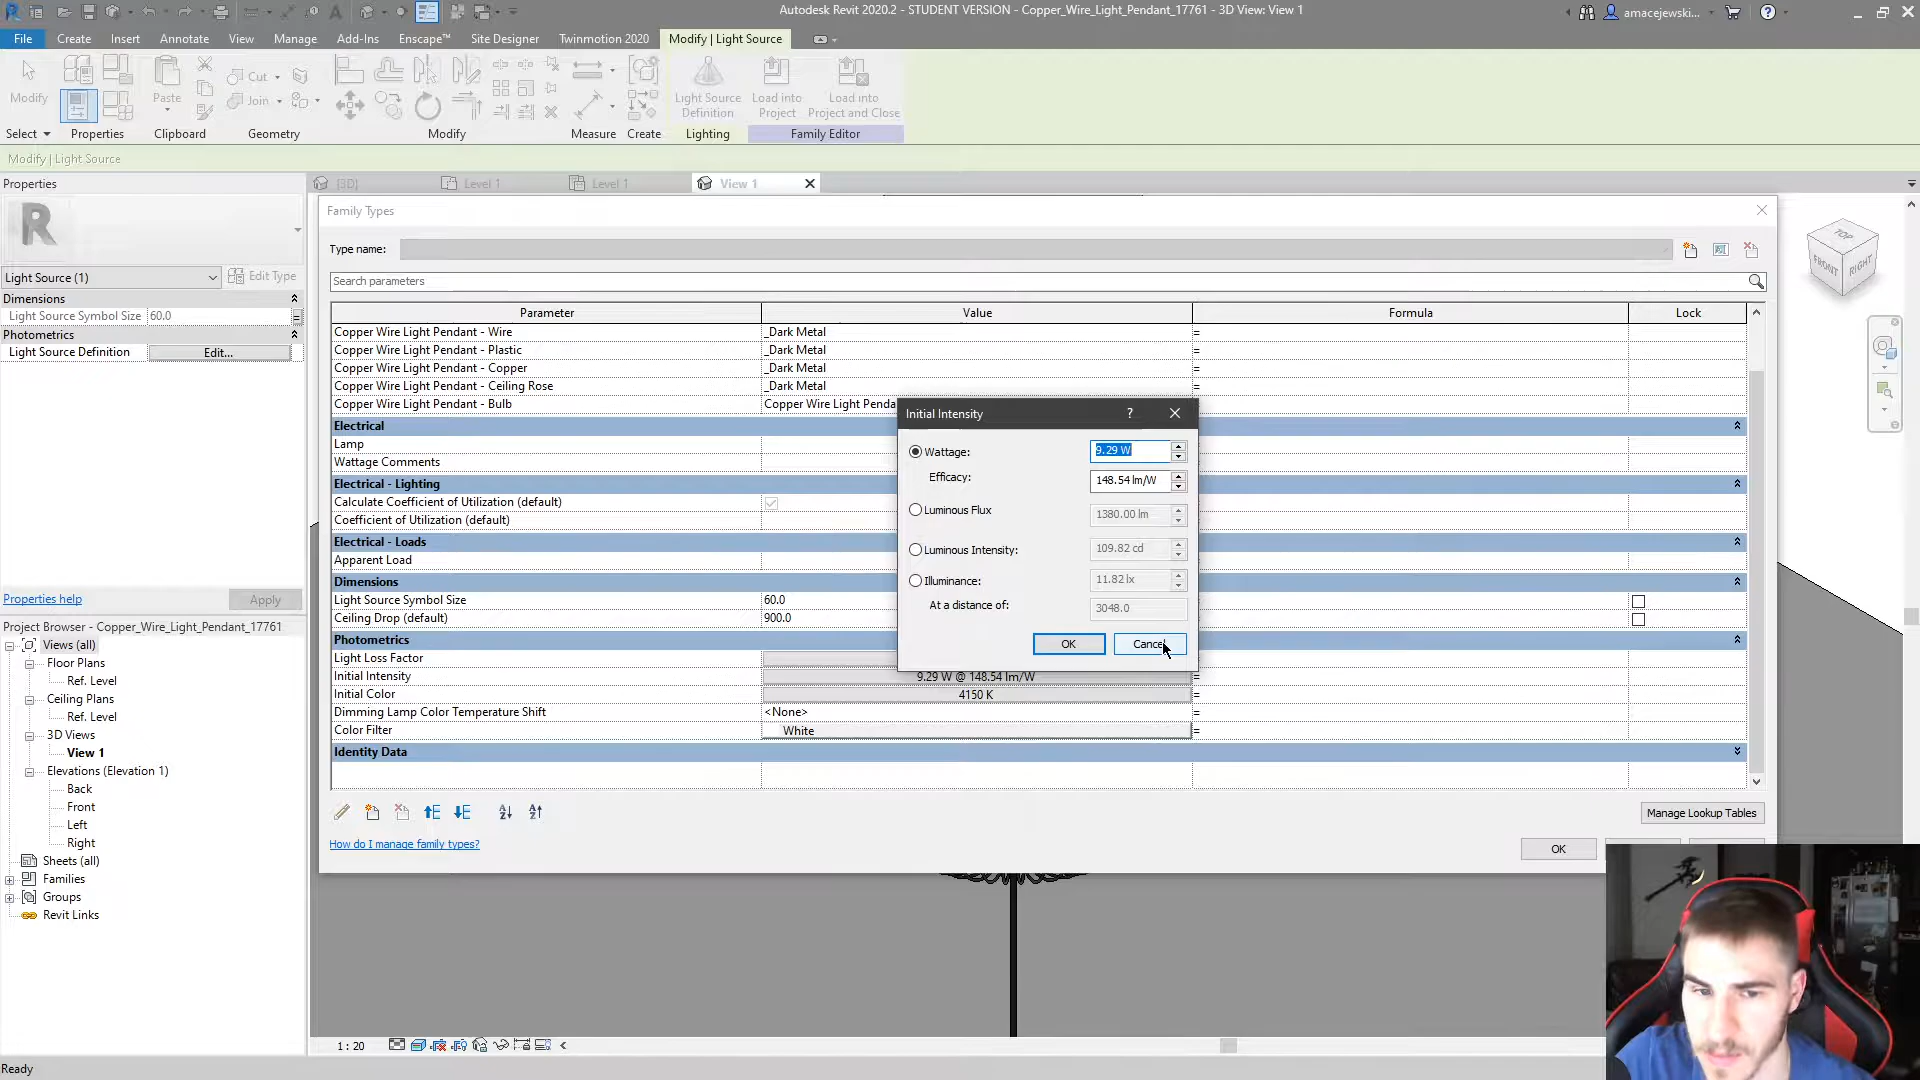 Autodesk Revit 2020.2 - STUDENT VERSION - Copper_Wire_Light_Pendant_17761 - 3D View: View 1
amacejewski...
File Create Insert Annotate View Manage Add-Ins Enscape™ Site Designer Twinmotion 2020 Modify | Light Source
Modify Paste Cut Join Light Source Definition Load into Project Load into Project and Close
Select Properties Clipboard Geometry Modify Measure Create Lighting Family Editor
Modify | Light Source
Properties
{3D} Level 1 Level 1 View 1
R
Light Source (1) Edit Type
Dimensions
Light Source Symbol Size 60.0
Photometrics
Light Source Definition Edit...
Properties help Apply
Project Browser - Copper_Wire_Light_Pendant_17761
Views (all)
Floor Plans
Ref. Level
Ceiling Plans
Ref. Level
3D Views
View 1
Elevations (Elevation 1)
Back
Front
Left
Right
Sheets (all)
Families
Groups
Revit Links
Family Types
Type name:
Search parameters
Parameter Value Formula Lock
Copper Wire Light Pendant - Wire _Dark Metal =
Copper Wire Light Pendant - Plastic _Dark Metal =
Copper Wire Light Pendant - Copper _Dark Metal =
Copper Wire Light Pendant - Ceiling Rose _Dark Metal =
Copper Wire Light Pendant - Bulb Copper Wire Light Penda
Electrical
Lamp
Wattage Comments
Electrical - Lighting
Calculate Coefficient of Utilization (default)
Coefficient of Utilization (default)
Electrical - Loads
Apparent Load
Dimensions
Light Source Symbol Size 60.0
Ceiling Drop (default) 900.0
Photometrics
Light Loss Factor
Initial Intensity 9.29 W @ 148.54 lm/W =
Initial Color 4150 K =
Dimming Lamp Color Temperature Shift <None> =
Color Filter White =
Identity Data
Manage Lookup Tables
How do I manage family types?
OK
Initial Intensity ?
Wattage: 9.29 W
Efficacy: 148.54 lm/W
Luminous Flux 1380.00 lm
Luminous Intensity: 109.82 cd
Illuminance: 11.82 lx
At a distance of: 3048.0
OK Cancel
TOP
FRONT RIGHT
1 : 20
Ready